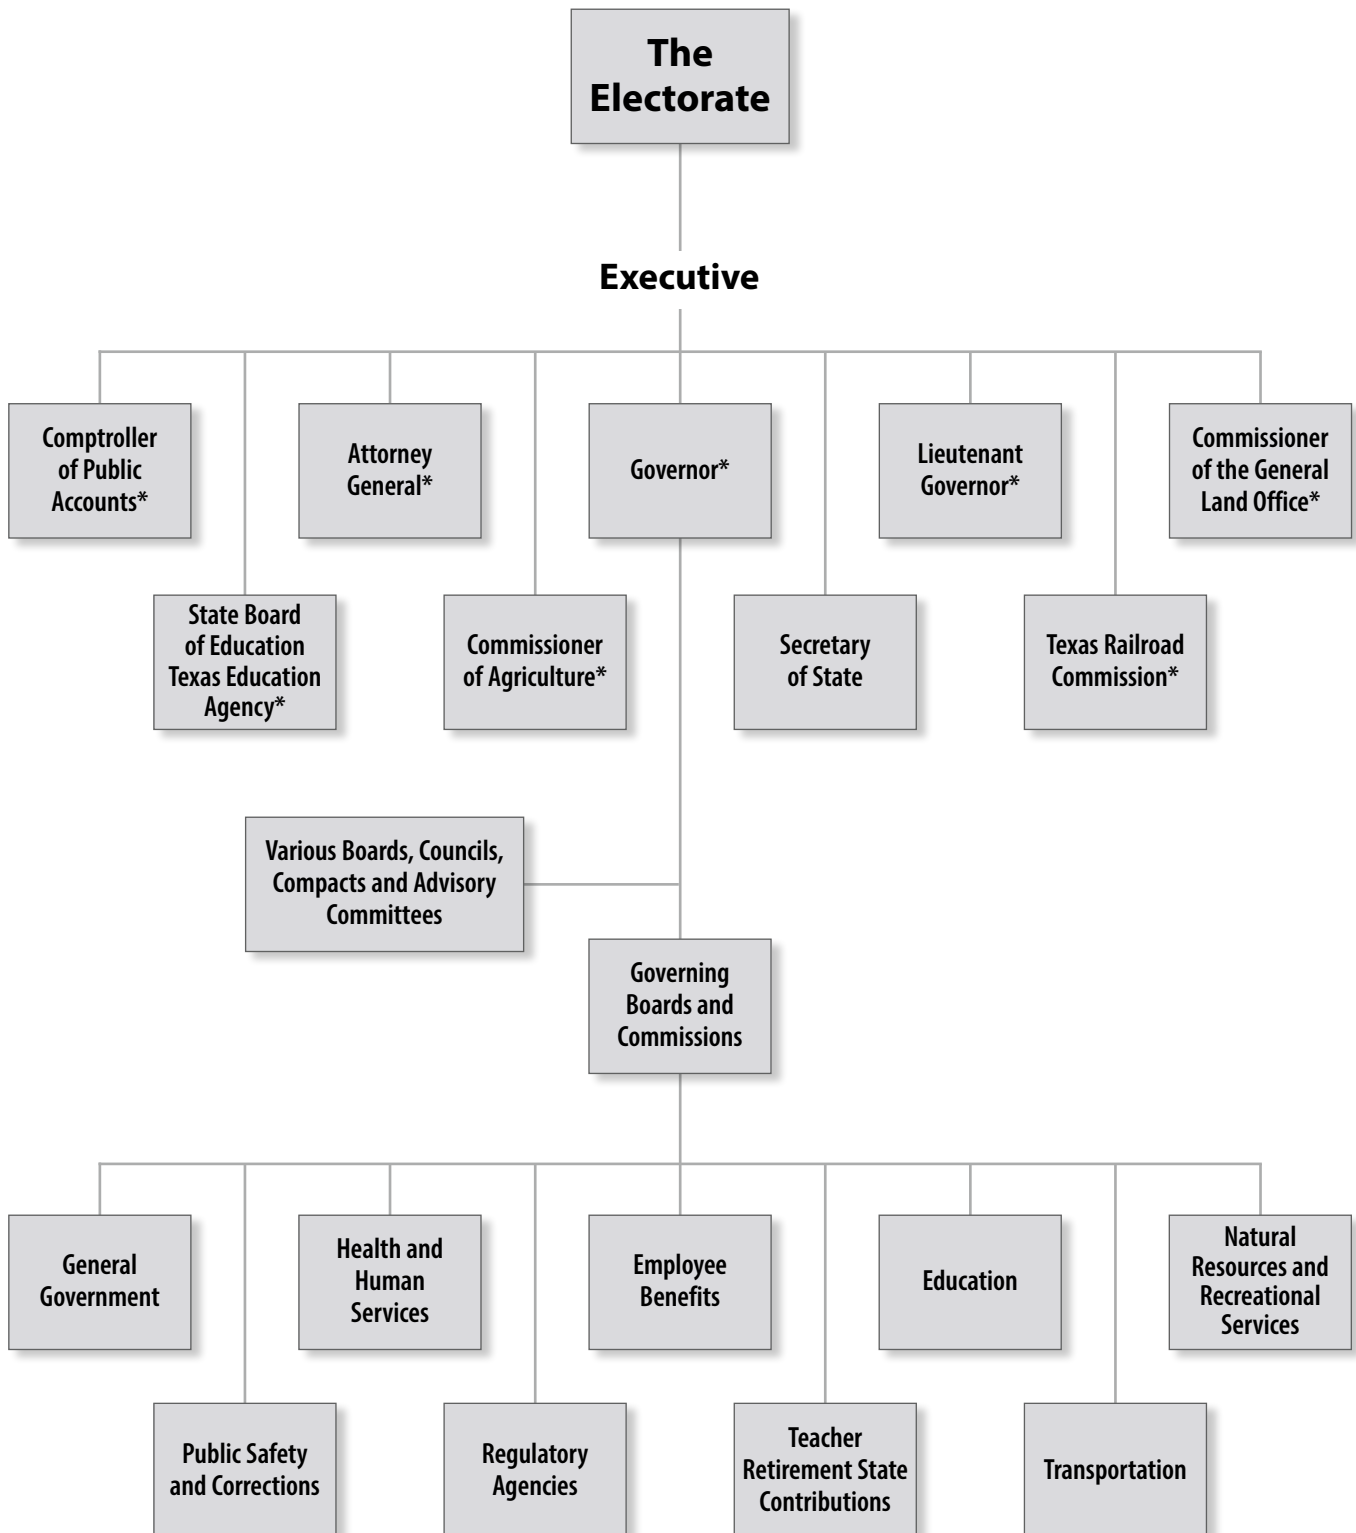 The
Electorate
Executive
Comptroller
of Public
Accounts*
Attorney
General*
Governor*
Lieutenant
Governor*
Commissioner
of the General
Land Office*
State Board
of Education
Texas Education
Agency*
Commissioner
of Agriculture*
Secretary
of State
Texas Railroad
Commission*
Various Boards, Councils,
Compacts and Advisory
Committees
Governing
Boards and
Commissions
General
Government
Health and
Human
Services
Employee
Benefits
Education
Natural
Resources and
Recreational
Services
Public Safety
and Corrections
Regulatory
Agencies
Teacher
Retirement State
Contributions
Transportation